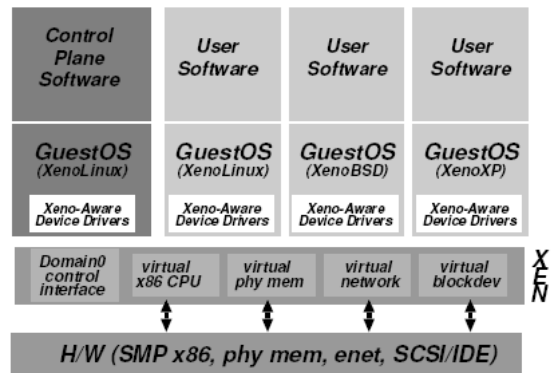 Control
Plane
Software
User
Software
User
Software
User
Software
GuestOS
(XenoLinux)
Xeno-Aware
Device Drivers
GuestOS
(XenoLinux)
Xeno-Aware
Device Drivers
GuestOS
(XenoBSD)
Xeno-Aware
Device Drivers
GuestOS
(XenoXP)
Xeno-Aware
Device Drivers
Domain0
control
interface
virtual
x86 CPU
virtual
phy mem
virtual
network
virtual
blockdev
XEN
H/W (SMP x86, phy mem, enet, SCSI/IDE)